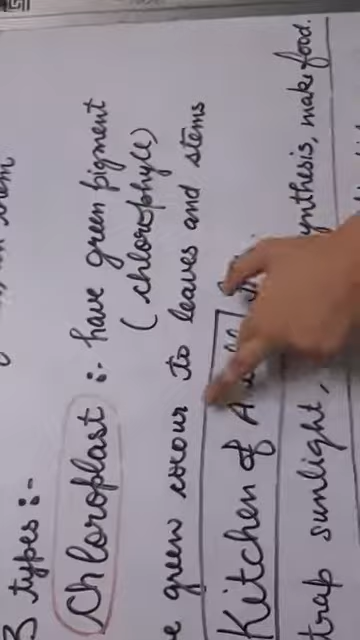 3 types :-
Chloroplast :- have green pigment
(chlorophyll)
green colour to leaves and stems
Kitchen of A
trap sunlight, ynthesis, make food.